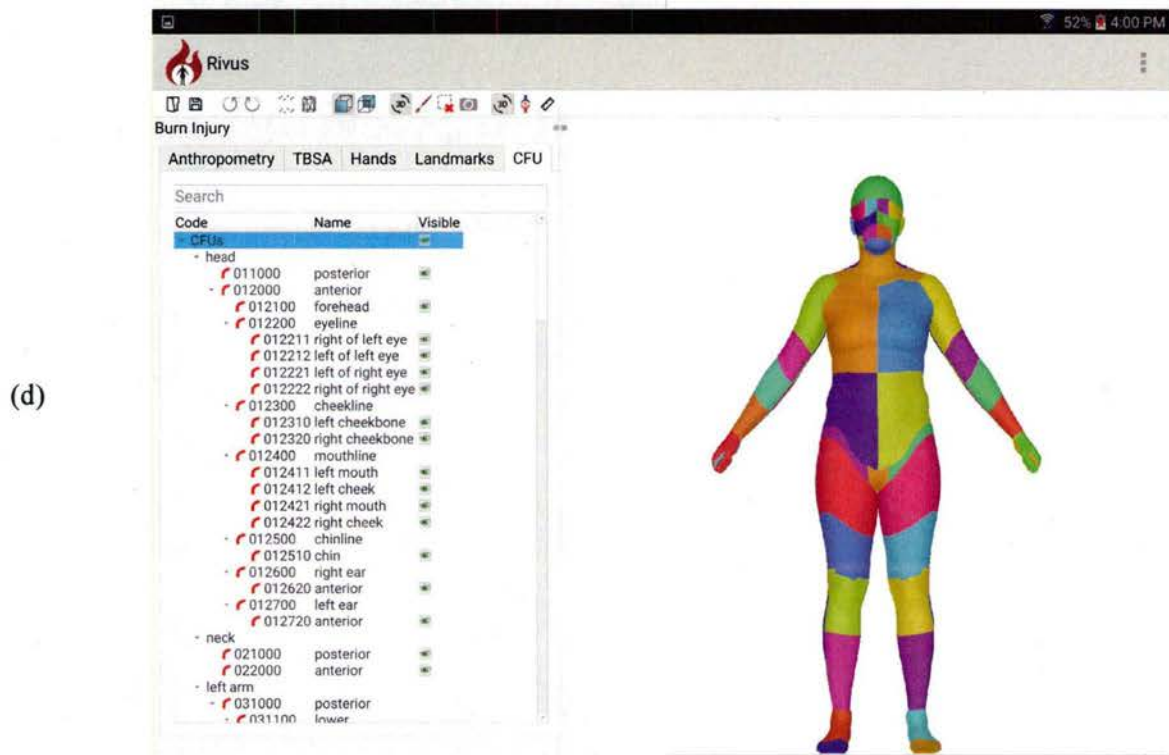 52% 4:00 PM
Rivus
Burn Injury
Anthropometry TBSA Hands Landmarks CFU
Search
Code Name Visible
CFUs
head
011000 posterior
012000 anterior
012100 forehead
012200 eyeline
012211 right of left eye
012212 left of left eye
012221 left of right eye
012222 right of right eye
012300 cheekline
012310 left cheekbone
012320 right cheekbone
012400 mouthline
012411 left mouth
012412 left cheek
012421 right mouth
012422 right cheek
012500 chinline
012510 chin
012600 right ear
012620 anterior
012700 left ear
012720 anterior
neck
021000 posterior
022000 anterior
left arm
031000 posterior
031100 lower
(d)